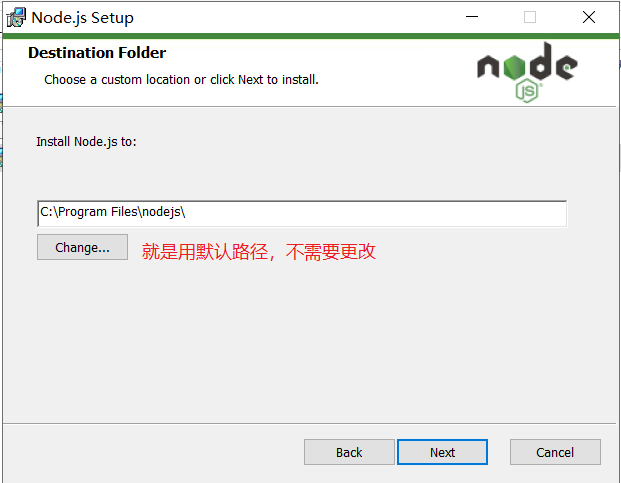 Node.js Setup
Destination Folder
Choose a custom location or click Next to install.
node
JS
Install Node.js to:
C:\Program Files\nodejs\
Change...
就是用默认路径，不需要更改
Back
Next
Cancel